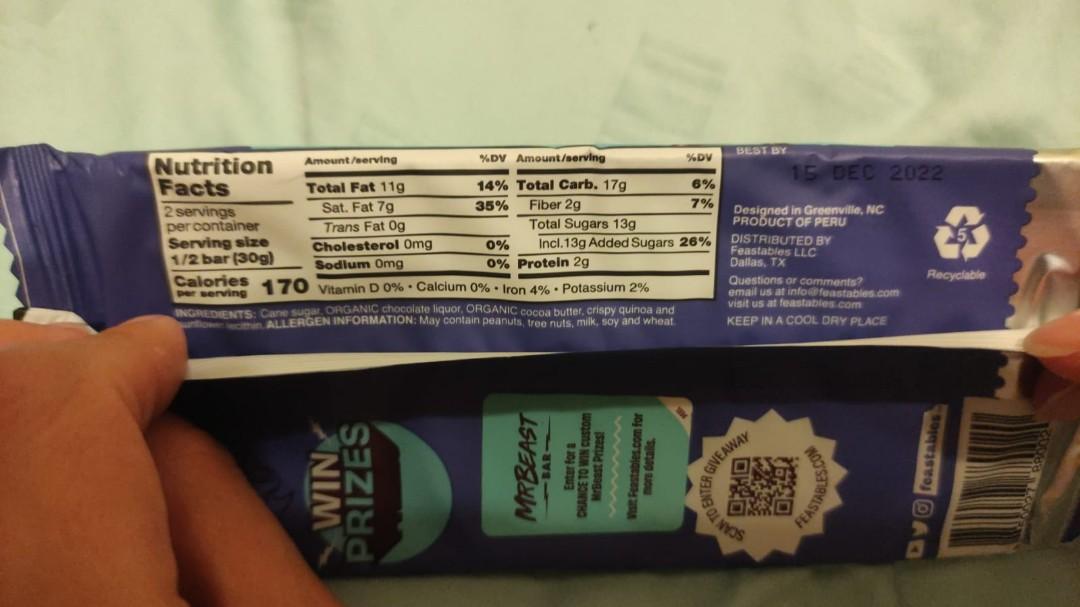 Nutrition
Facts
2 servings
per container
Serving size
1/2 bar (30g)
Calories
per serving
170
Amount/serving %DV
Total Fat 11g 14%
Sat. Fat 7g 35%
Trans Fat 0g
Cholesterol 0mg 0%
Sodium 0mg 0%
Amount/serving %DV
Total Carb. 17g 6%
Fiber 2g 7%
Total Sugars 13g
Incl.13g Added Sugars 26%
Protein 2g
Vitamin D 0% • Calcium 0% • Iron 4% • Potassium 2%
INGREDIENTS: Cane sugar, ORGANIC chocolate liquor, ORGANIC cocoa butter, crispy quinoa and
sunflower lecithin. ALLERGEN INFORMATION: May contain peanuts, tree nuts, milk, soy and wheat.
BEST BY
15 DEC 2022
Designed in Greenville, NC
PRODUCT OF PERU
DISTRIBUTED BY
Feastables LLC
Dallas, TX
Questions or comments?
email us at info@feastables.com
visit us at feastables.com
KEEP IN A COOL DRY PLACE
5
Recyclable
WIN
PRIZES
MRBEAST
BAR
Enter for a
CHANCE TO WIN custom
MrBeast Prizes!
Visit Feastables.com for
more details.
SCAN TO ENTER GIVEAWAY
FEASTABLES.COM
feastables